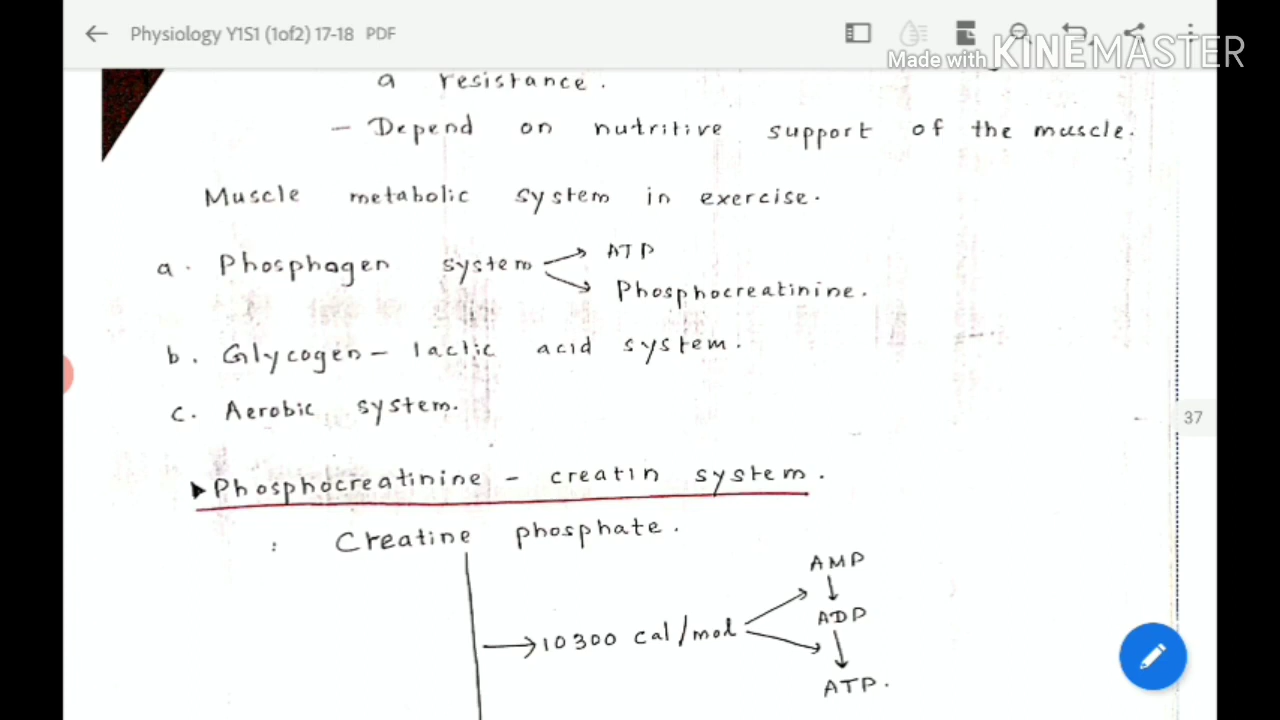 Physiology Y1S1 (1of2) 17-18 PDF
Made with KINEMASTER
a resistance.
- Depend on nutritive support of the muscle.
Muscle metabolic system in exercise.
a. Phosphagen system → ATP
→ Phosphocreatinine.
b. Glycogen - lactic acid system.
c. Aerobic system.
37
▶ Phosphocreatinine - creatin system.
: Creatine phosphate.
AMP
↓
→ 10300 cal/mol → ADP
↓
ATP.